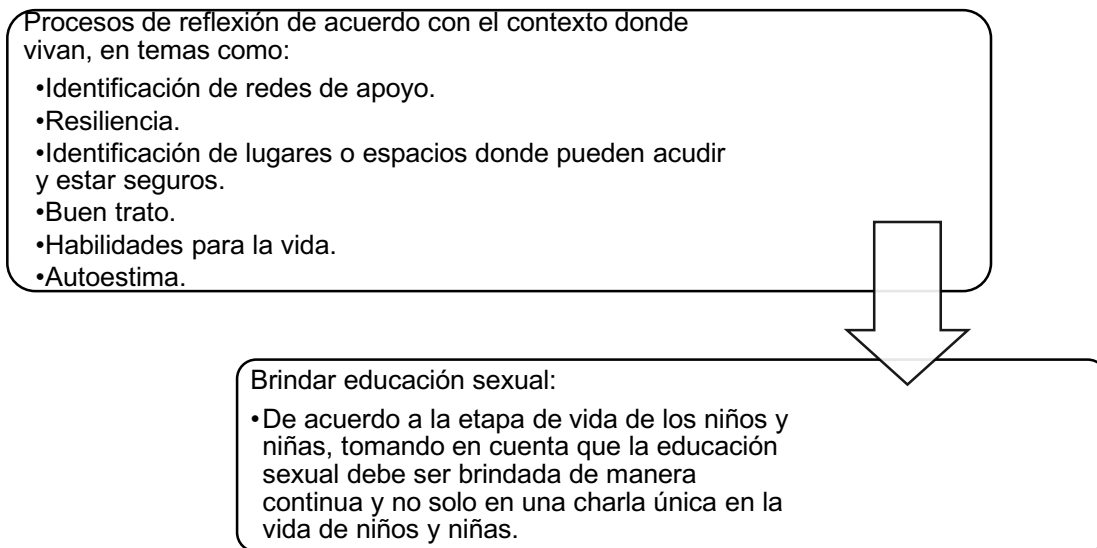 Procesos de reflexión de acuerdo con el contexto donde
vivan, en temas como:
•Identificación de redes de apoyo.
•Resiliencia.
•Identificación de lugares o espacios donde pueden acudir
y estar seguros.
•Buen trato.
•Habilidades para la vida.
•Autoestima.
Brindar educación sexual:
•De acuerdo a la etapa de vida de los niños y
niñas, tomando en cuenta que la educación
sexual debe ser brindada de manera
continua y no solo en una charla única en la
vida de niños y niñas.